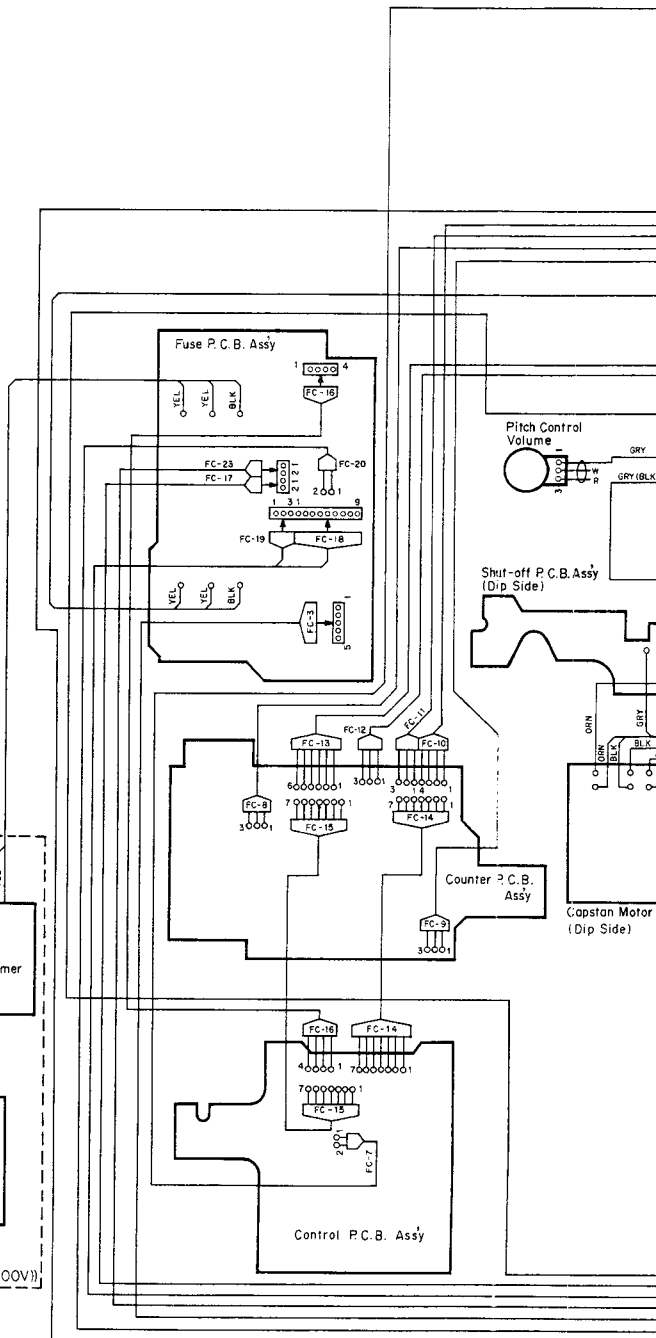 Fuse P.C.B. Ass'y
1 4
FC-16
YEL YEL BLK
Pitch Control
Volume
1
GRY
W
R
3
GRY (BLK
FC-23
FC-17
2 1 2 1
FC-20
2 1
1 3 1 9
FC-19 FC-18
YEL YEL BLK
FC-3
1
5
Shut-off P.C.B. Ass'y
(Dip Side)
ORN
GRY
ORN
BLK
BLK
FC-13
FC-12
FC-11
FC-10
6 1
3 1
3 1 4 1
FC-8
3 1
7 1
FC-15
7 1
FC-14
Counter P.C.B.
Ass'y
FC-9
3 1
Capstan Motor
(Dip Side)
mer
FC-16 FC-14
4 1
7 1
7 1
FC-15
1
2
FC-7
Control P.C.B. Ass'y
00V))